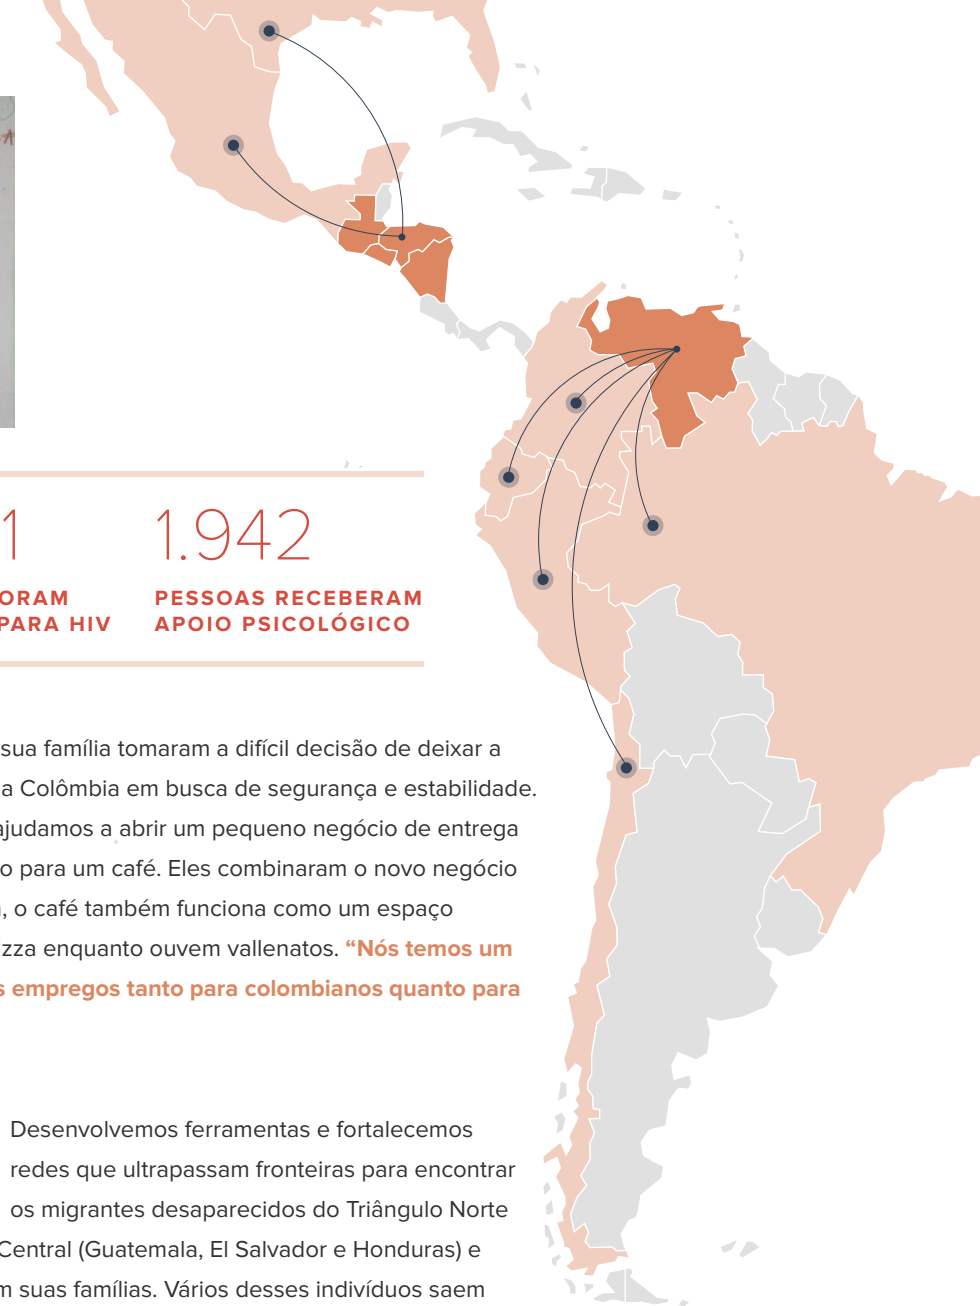 1
1.942
ORAM
PARA HIV
PESSOAS RECEBERAM
APOIO PSICOLÓGICO
sua família tomaram a difícil decisão de deixar a
a Colômbia em busca de segurança e estabilidade.
ajudamos a abrir um pequeno negócio de entrega
o para um café. Eles combinaram o novo negócio
, o café também funciona como um espaço
izza enquanto ouvem vallenatos. “Nós temos um
s empregos tanto para colombianos quanto para
Desenvolvemos ferramentas e fortalecemos
redes que ultrapassam fronteiras para encontrar
os migrantes desaparecidos do Triângulo Norte
Central (Guatemala, El Salvador e Honduras) e
m suas famílias. Vários desses indivíduos saem